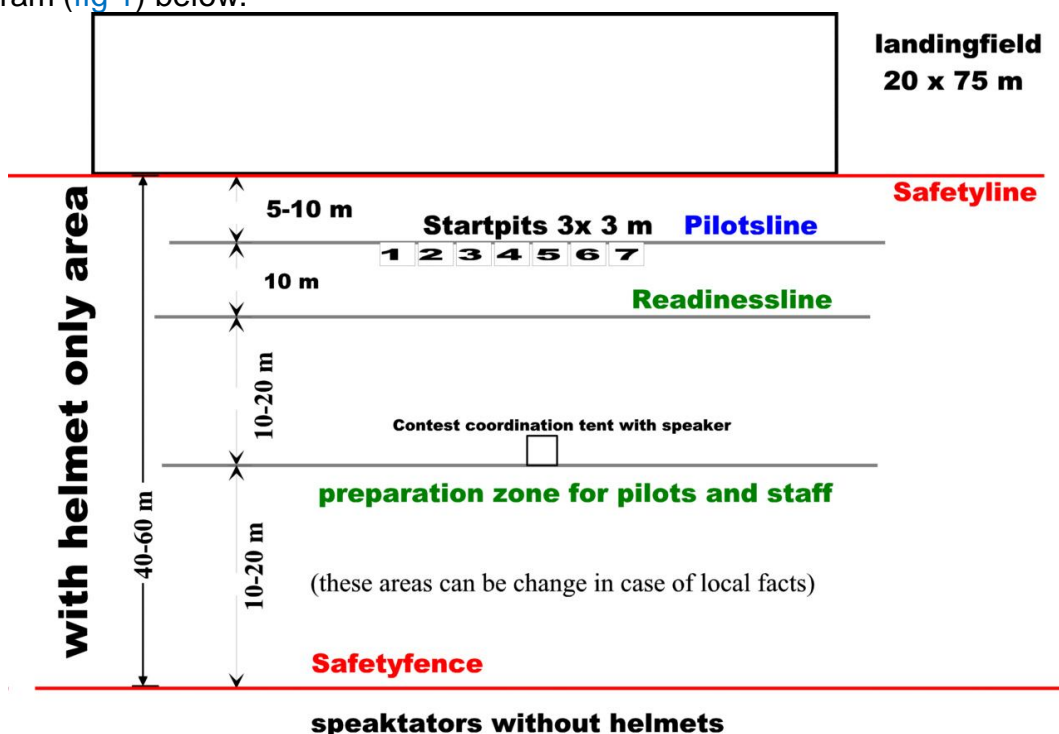 ram (fig 1) below.
landingfield
20 x 75 m
Safetyline
5-10 m
Startpits 3x 3 m Pilotsline
1 2 3 4 5 6 7
10 m
Readinessline
with helmet only area
10-20 m
Contest coordination tent with speaker
preparation zone for pilots and staff
40-60 m
10-20 m
(these areas can be change in case of local facts)
Safetyfence
speaktators without helmets